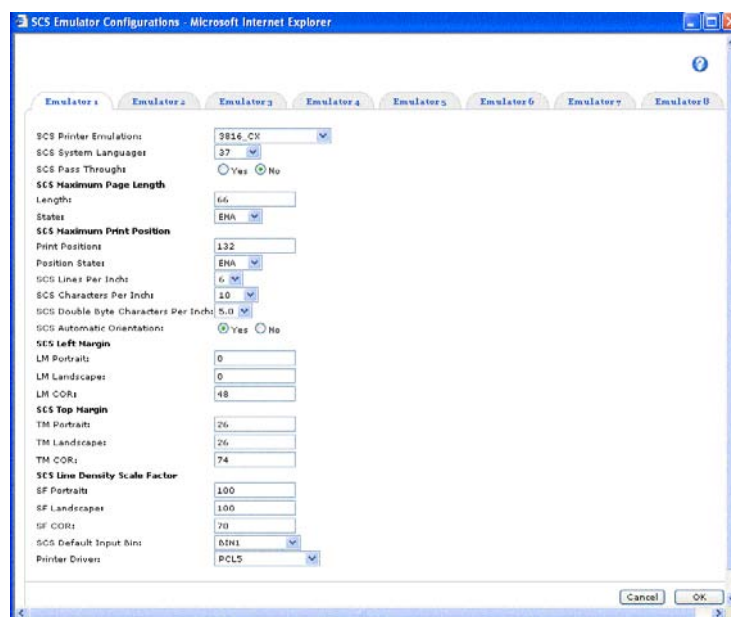 SCS Emulator Configurations - Microsoft Internet Explorer
?
Emulator 1 Emulator 2 Emulator 3 Emulator 4 Emulator 5 Emulator 6 Emulator 7 Emulator 8
SCS Printer Emulation: 3816_CX
SCS System Language: 37
SCS Pass Through: Yes No
SCS Maximum Page Length
Length: 66
State: ENA
SCS Maximum Print Position
Print Position: 132
Position State: ENA
SCS Lines Per Inch: 6
SCS Characters Per Inch: 10
SCS Double Byte Characters Per Inch: 5.0
SCS Automatic Orientation: Yes No
SCS Left Margin
LM Portrait: 0
LM Landscape: 0
LM COR: 48
SCS Top Margin
TM Portrait: 26
TM Landscape: 26
TM COR: 74
SCS Line Density Scale Factor
SF Portrait: 100
SF Landscape: 100
SF COR: 70
SCS Default Input Bin: BIN1
Printer Driver: PCL5
Cancel OK